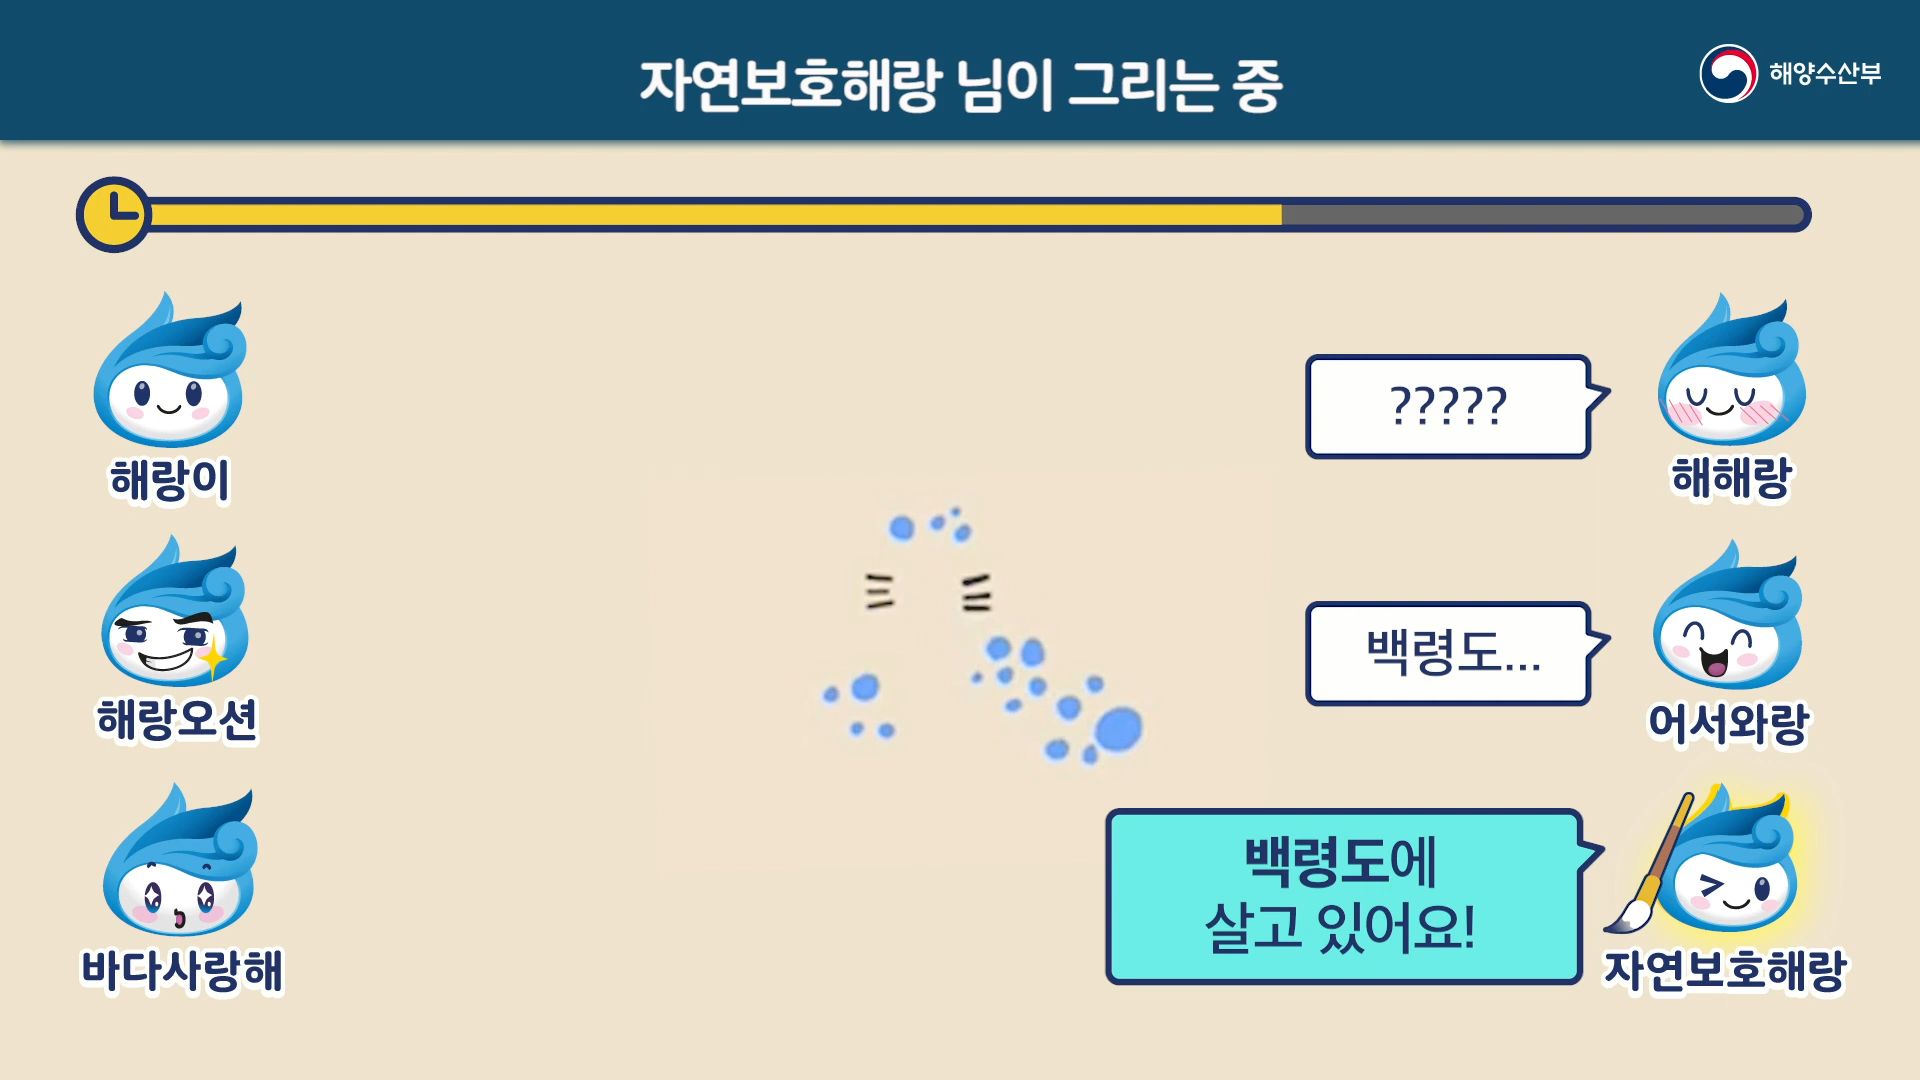 자연보호해랑 님이 그리는 중
해양수산부
해랑이
해랑오션
바다사랑해
?????
해해랑
백령도...
어서와랑
백령도에
살고 있어요!
자연보호해랑